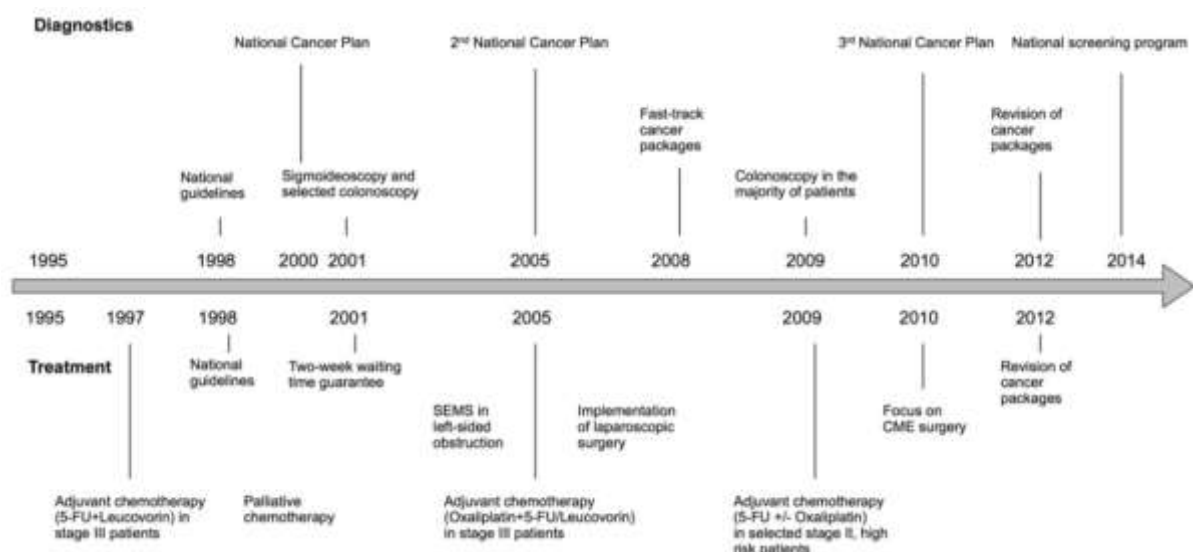 Diagnostics
National Cancer Plan
2nd National Cancer Plan
3rd National Cancer Plan
National screening program
Fast-track
cancer
packages
Revision of
cancer
packages
National
guidelines
Sigmoideoscopy and
selected colonoscopy
Colonoscopy in the
majority of patients
1995
1998
2000
2001
2005
2008
2009
2010
2012
2014
1995
1997
1998
2001
2005
2009
2010
2012
Treatment
National
guidelines
Two-week waiting
time guarantee
Revision of
cancer
packages
SEMS in
left-sided
obstruction
Implementation
of laparoscopic
surgery
Focus on
CME surgery
Adjuvant chemotherapy
(5-FU+Leucovorin) in
stage III patients
Palliative
chemotherapy
Adjuvant chemotherapy
(Oxaliplatin+5-FU/Leucovorin)
in stage III patients
Adjuvant chemotherapy
(5-FU +/- Oxaliplatin)
in selected stage II, high
risk patients